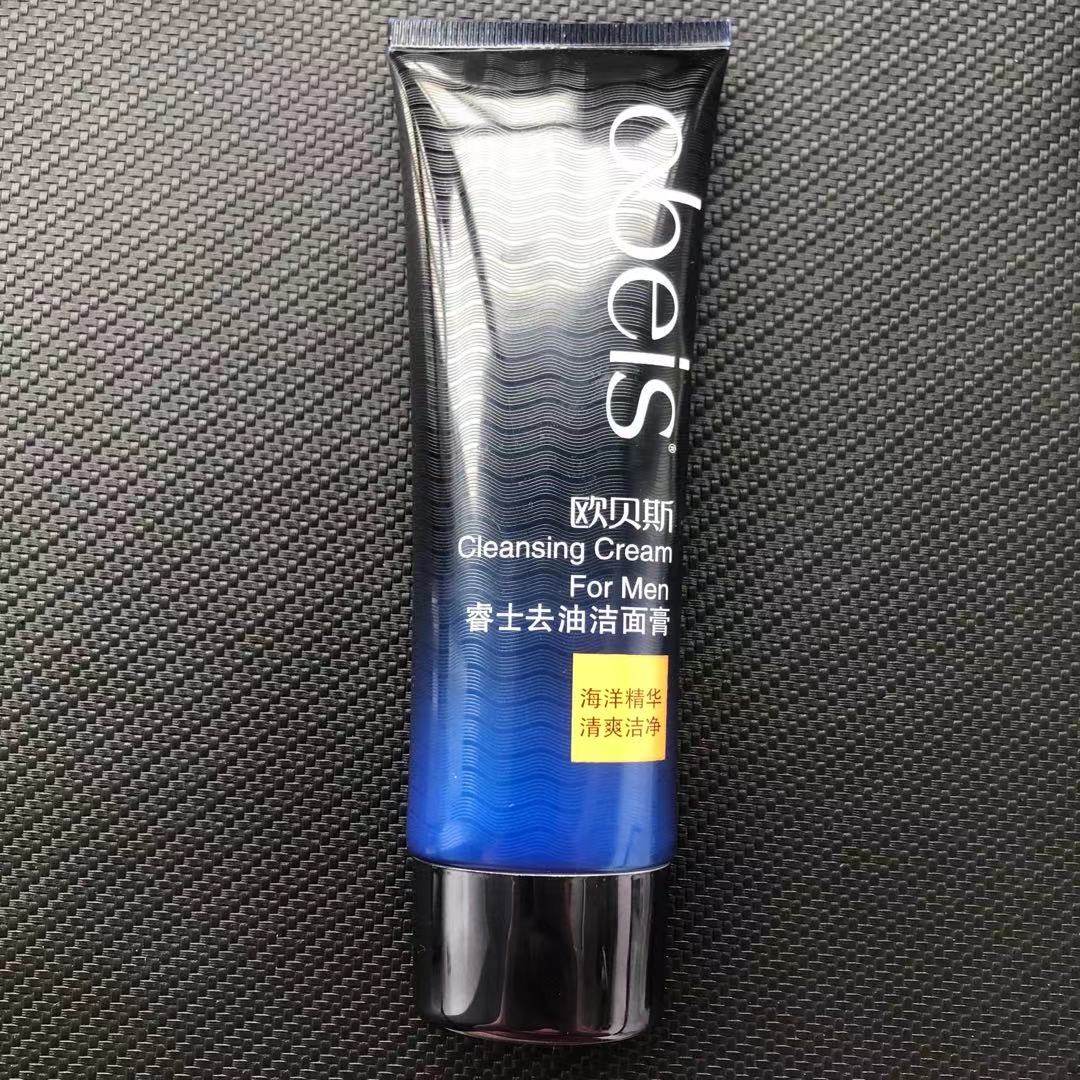 obeis®
欧贝斯
Cleansing Cream
For Men
睿士去油洁面膏
海洋精华
清爽洁净